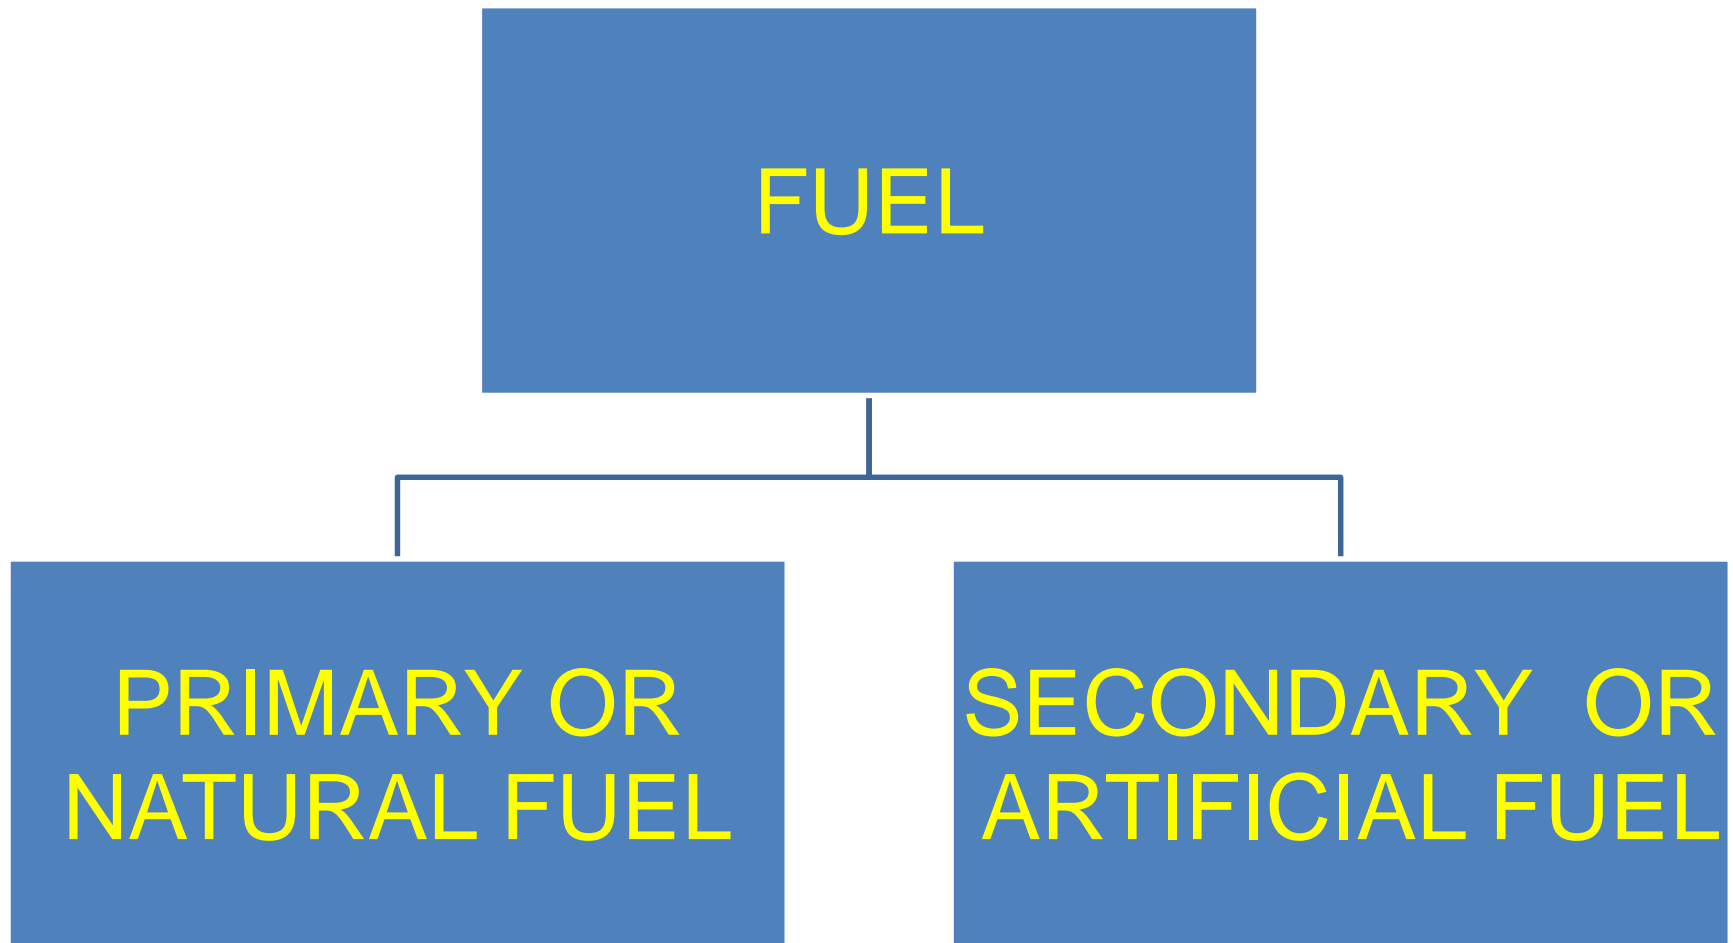 FUEL
PRIMARY OR
NATURAL FUEL
SECONDARY OR
ARTIFICIAL FUEL